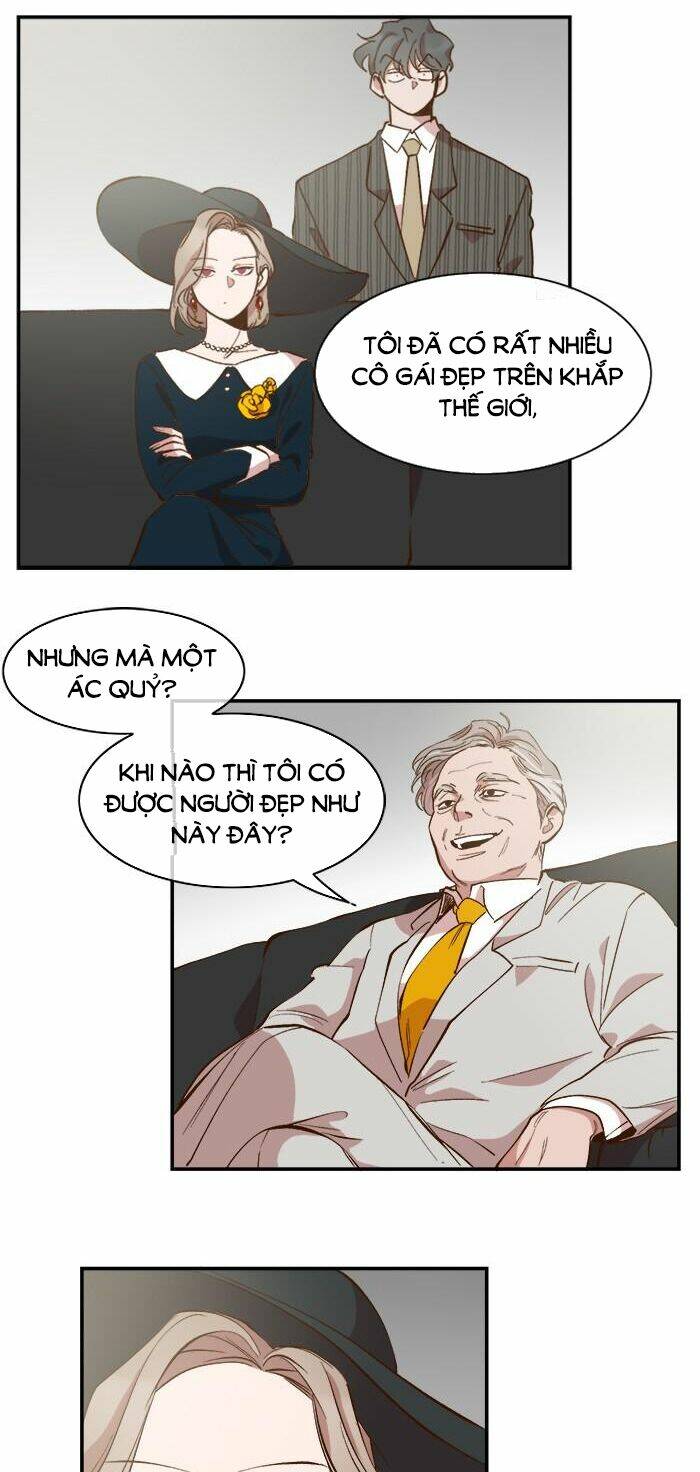 TÔI ĐÃ CÓ RẤT NHIỀU
CÔ GÁI ĐẸP TRÊN KHẮP
THẾ GIỚI,
NHƯNG MÀ MỘT
ÁC QUỶ?
KHI NÀO THÌ TÔI CÓ
ĐƯỢC NGƯỜI ĐẸP NHƯ
NÀY ĐÂY?